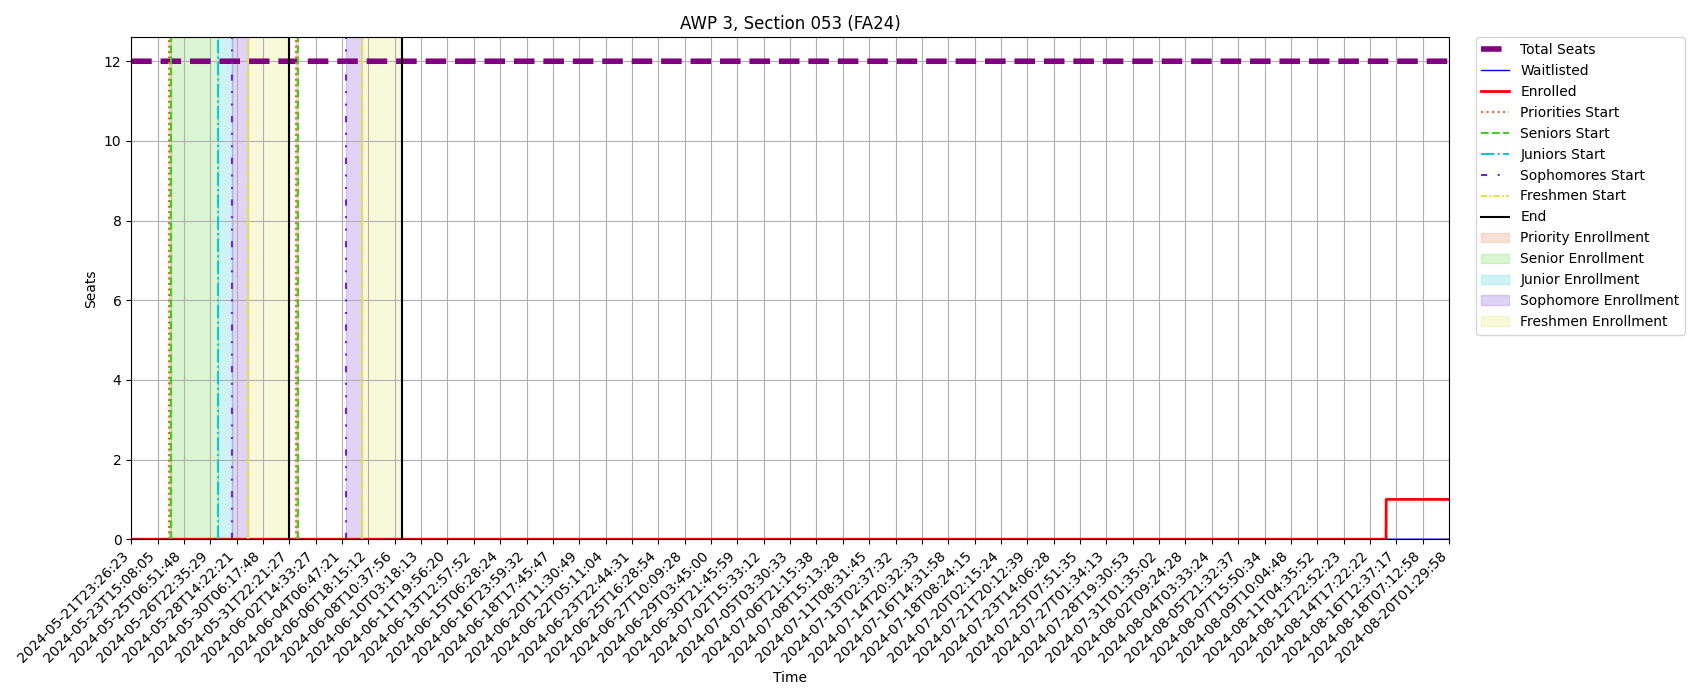 AWP 3, Section 053 (FA24)
Seats
12
10
8
6
4
2
0
2024-05-21T23:26:23
2024-05-23T15:08:05
2024-05-25T06:51:48
2024-05-26T22:35:29
2024-05-28T14:22:21
2024-05-30T06:17:48
2024-05-31T22:21:27
2024-06-02T14:33:27
2024-06-04T06:47:21
2024-06-06T18:15:12
2024-06-08T10:37:56
2024-06-10T03:18:13
2024-06-11T19:56:20
2024-06-13T12:57:52
2024-06-15T06:28:24
2024-06-16T23:59:32
2024-06-18T17:45:47
2024-06-20T11:30:49
2024-06-22T05:11:04
2024-06-23T22:44:31
2024-06-25T16:28:54
2024-06-27T10:09:28
2024-06-29T03:45:00
2024-06-30T21:45:59
2024-07-02T15:33:12
2024-07-05T03:30:33
2024-07-06T21:15:38
2024-07-08T15:13:28
2024-07-11T08:31:45
2024-07-13T02:37:32
2024-07-14T20:32:33
2024-07-16T14:31:58
2024-07-18T08:24:15
2024-07-20T02:15:24
2024-07-21T20:12:39
2024-07-23T14:06:28
2024-07-25T07:51:35
2024-07-27T01:34:13
2024-07-28T19:30:53
2024-07-31T01:35:02
2024-08-02T09:24:28
2024-08-04T03:33:24
2024-08-05T21:32:37
2024-08-07T15:50:34
2024-08-09T10:04:48
2024-08-11T04:35:52
2024-08-12T22:52:23
2024-08-14T17:22:22
2024-08-16T12:37:17
2024-08-18T07:12:58
2024-08-20T01:29:58
Time
Total Seats
Waitlisted
Enrolled
Priorities Start
Seniors Start
Juniors Start
Sophomores Start
Freshmen Start
End
Priority Enrollment
Senior Enrollment
Junior Enrollment
Sophomore Enrollment
Freshmen Enrollment